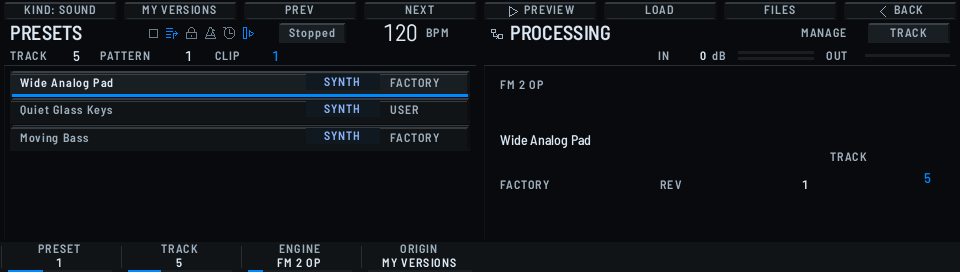 KIND: SOUND MY VERSIONS PREV NEXT PREVIEW LOAD FILES BACK
PRESETS Stopped 120 BPM PROCESSING MANAGE TRACK
TRACK 5 PATTERN 1 CLIP 1 IN 0 dB OUT
Wide Analog Pad SYNTH FACTORY
FM 2 OP
Quiet Glass Keys SYNTH USER
Moving Bass SYNTH FACTORY
Wide Analog Pad
TRACK
5
FACTORY REV 1
PRESET TRACK ENGINE ORIGIN
1 5 FM 2 OP MY VERSIONS